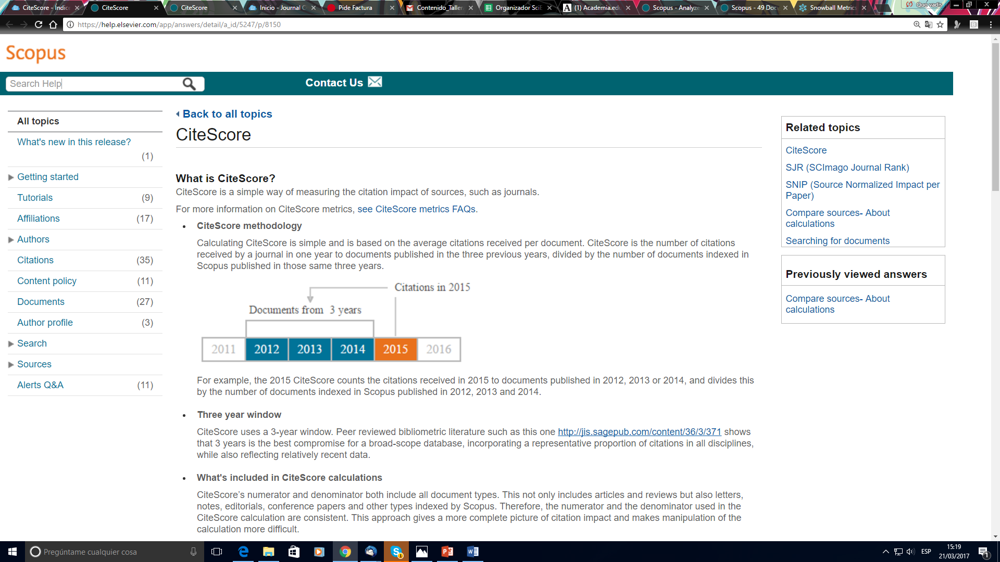 CiteScore - Índic
CiteScore
CiteScore
Inicio - Journal C
Pide Factura
Contenido_Taller
Organizador SciE
(1) Academia.edu
Scopus - Analyze
Scopus - 49 Doc
Snowball Metrics
Quo vadis
https://help.elsevier.com/app/answers/detail/a_id/5247/p/8150
Scopus
Search Help
Contact Us
All topics
What's new in this release?
(1)
Getting started
Tutorials (9)
Affiliations (17)
Authors
Citations (35)
Content policy (11)
Documents (27)
Author profile (3)
Search
Sources
Alerts Q&A (11)
Back to all topics
CiteScore
What is CiteScore?
CiteScore is a simple way of measuring the citation impact of sources, such as journals.
For more information on CiteScore metrics, see CiteScore metrics FAQs.
• CiteScore methodology
Calculating CiteScore is simple and is based on the average citations received per document. CiteScore is the number of citations
received by a journal in one year to documents published in the three previous years, divided by the number of documents indexed in
Scopus published in those same three years.
Citations in 2015
Documents from 3 years
2011 2012 2013 2014 2015 2016
For example, the 2015 CiteScore counts the citations received in 2015 to documents published in 2012, 2013 or 2014, and divides this
by the number of documents indexed in Scopus published in 2012, 2013 and 2014.
• Three year window
CiteScore uses a 3-year window. Peer reviewed bibliometric literature such as this one http://jis.sagepub.com/content/36/3/371 shows
that 3 years is the best compromise for a broad-scope database, incorporating a representative proportion of citations in all disciplines,
while also reflecting relatively recent data.
• What's included in CiteScore calculations
CiteScore's numerator and denominator both include all document types. This not only includes articles and reviews but also letters,
notes, editorials, conference papers and other types indexed by Scopus. Therefore, the numerator and the denominator used in the
CiteScore calculation are consistent. This approach gives a more complete picture of citation impact and makes manipulation of the
calculation more difficult.
Related topics
CiteScore
SJR (SCImago Journal Rank)
SNIP (Source Normalized Impact per
Paper)
Compare sources- About
calculations
Searching for documents
Previously viewed answers
Compare sources- About
calculations
Pregúntame cualquier cosa
ESP
15:19
21/03/2017